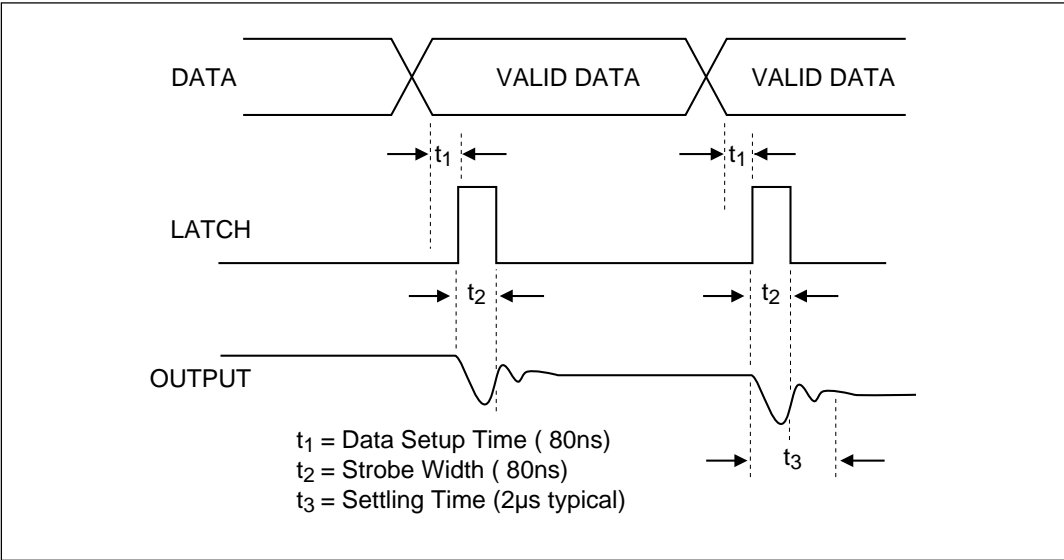 DATA
VALID DATA
VALID DATA
t1
t1
LATCH
t2
t2
OUTPUT
t3
t1 = Data Setup Time ( 80ns)
t2 = Strobe Width ( 80ns)
t3 = Settling Time (2µs typical)